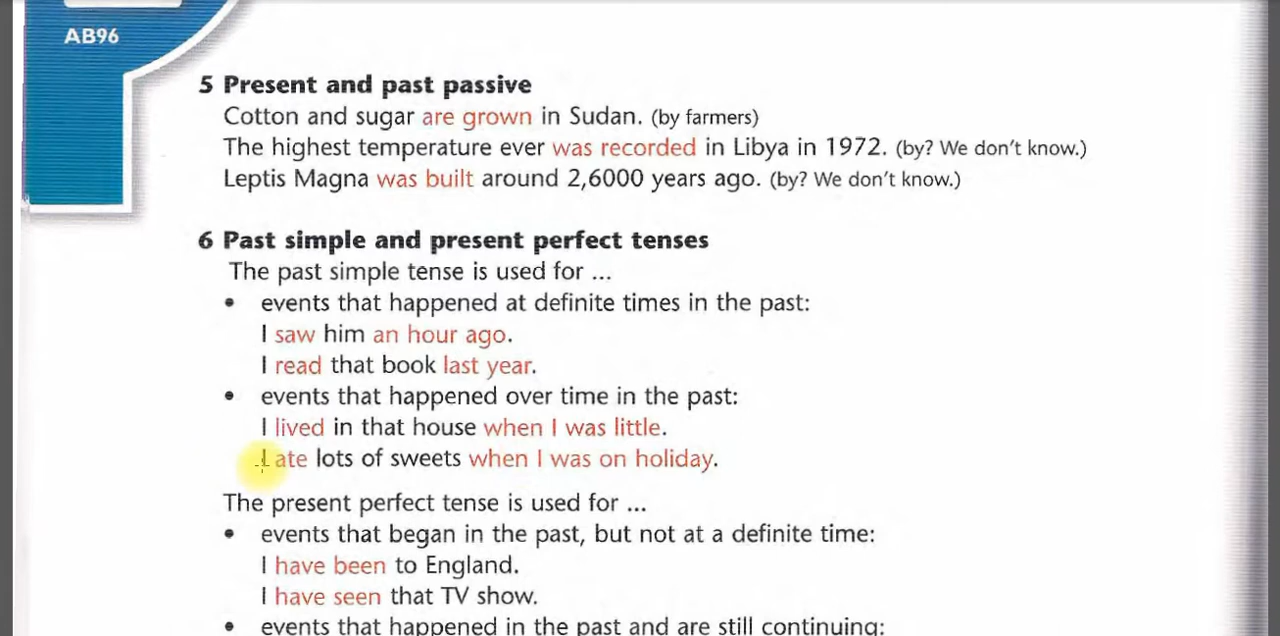 AB96
5 Present and past passive
Cotton and sugar are grown in Sudan. (by farmers)
The highest temperature ever was recorded in Libya in 1972. (by? We don't know.)
Leptis Magna was built around 2,6000 years ago. (by? We don't know.)
6 Past simple and present perfect tenses
The past simple tense is used for ...
• events that happened at definite times in the past:
I saw him an hour ago.
I read that book last year.
• events that happened over time in the past:
I lived in that house when I was little.
I ate lots of sweets when I was on holiday.
The present perfect tense is used for ...
• events that began in the past, but not at a definite time:
I have been to England.
I have seen that TV show.
• events that happened in the past and are still continuing: